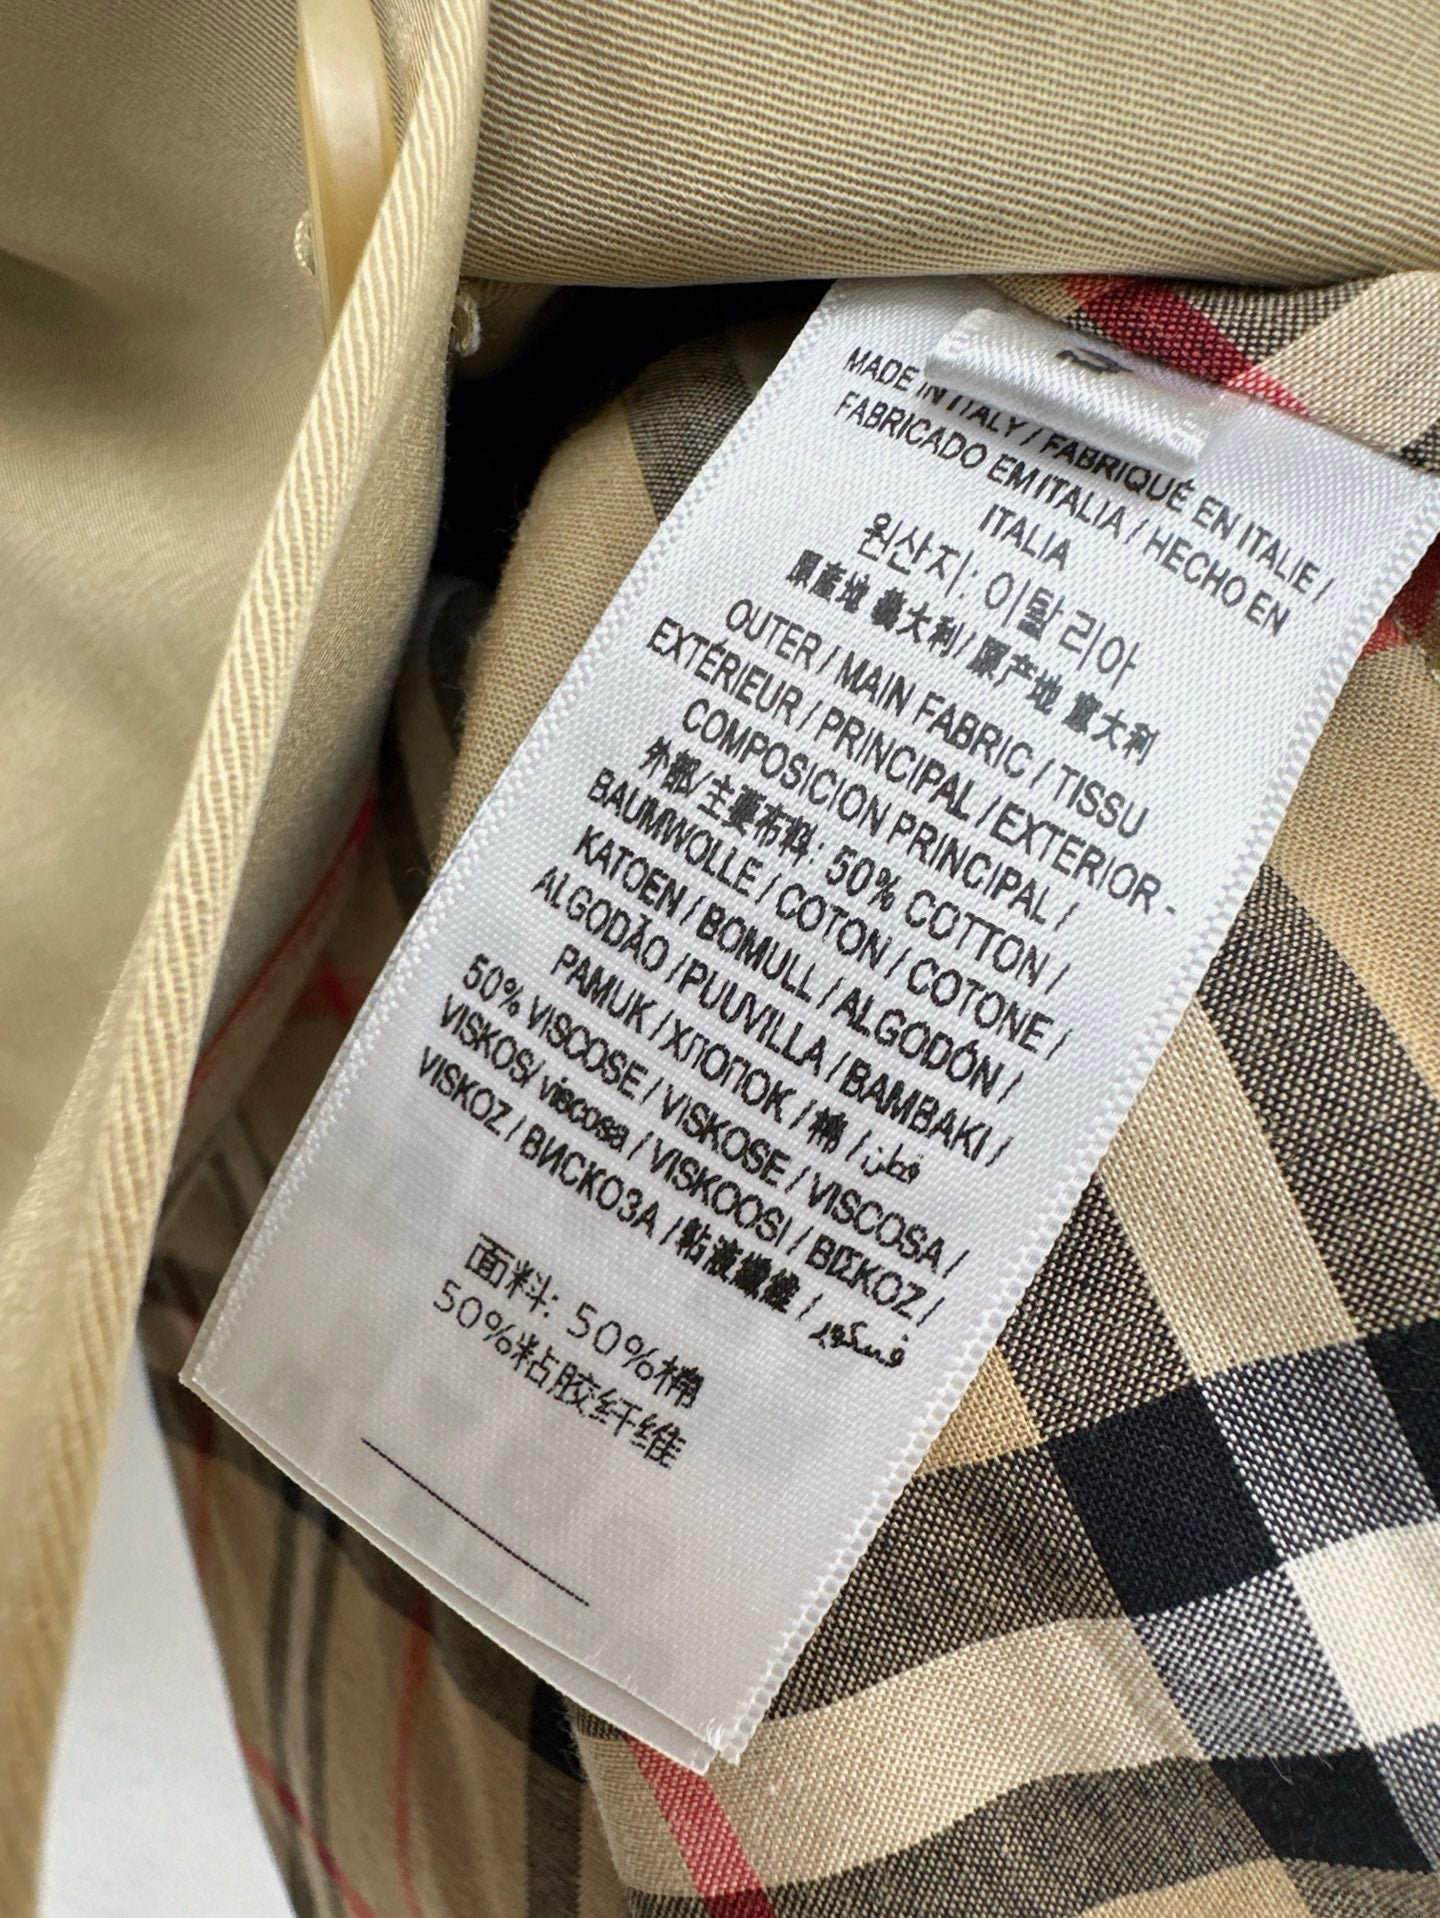 MADE IN ITALY / FABRIQUÉ EN ITALIE /
FABRICADO EM ITALIA / HECHO EN
ITALIA
원산지: 이탈리아
原產地 義大利 / 原产地 意大利
OUTER / MAIN FABRIC / TISSU
EXTÉRIEUR / PRINCIPAL / EXTERIOR -
COMPOSICION PRINCIPAL /
外部/主要布料: 50% COTTON /
BAUMWOLLE / COTON / COTONE /
KATOEN / BOMULL / ALGODÓN /
ALGODÃO / PUUVILLA / BAMBAKI /
PAMUK / ХΠΟΠΟΚ / 棉 / قطن
50% VISCOSE / VISKOSE / VISCOSA /
VISKOS/ viscosa / VISKOOSI / ΒΙΣΚΟΖ /
VISKOZ / ВИСКОЗА / 粘液纖維 / فسكوز
面料: 50%棉
50%粘胶纤维